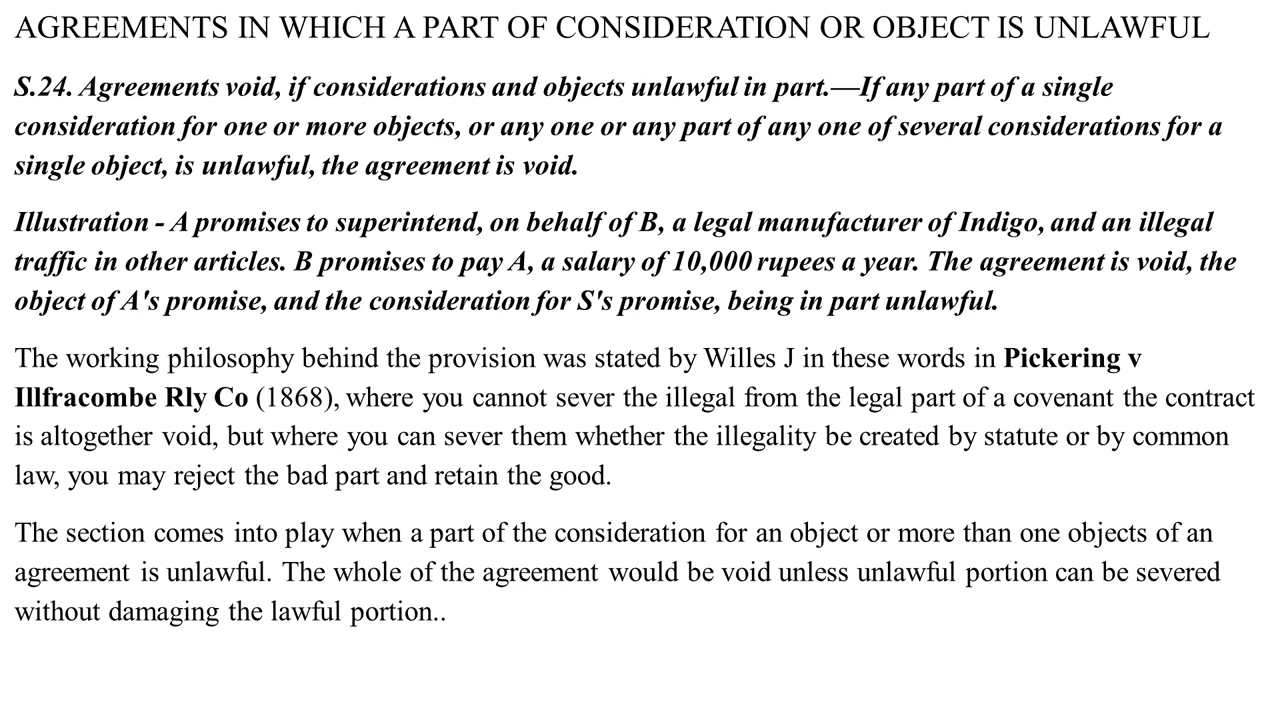 AGREEMENTS IN WHICH A PART OF CONSIDERATION OR OBJECT IS UNLAWFUL
S.24. Agreements void, if considerations and objects unlawful in part.—If any part of a single
consideration for one or more objects, or any one or any part of any one of several considerations for a
single object, is unlawful, the agreement is void.
Illustration - A promises to superintend, on behalf of B, a legal manufacturer of Indigo, and an illegal
traffic in other articles. B promises to pay A, a salary of 10,000 rupees a year. The agreement is void, the
object of A's promise, and the consideration for S's promise, being in part unlawful.
The working philosophy behind the provision was stated by Willes J in these words in Pickering v
Illfracombe Rly Co (1868), where you cannot sever the illegal from the legal part of a covenant the contract
is altogether void, but where you can sever them whether the illegality be created by statute or by common
law, you may reject the bad part and retain the good.
The section comes into play when a part of the consideration for an object or more than one objects of an
agreement is unlawful. The whole of the agreement would be void unless unlawful portion can be severed
without damaging the lawful portion..